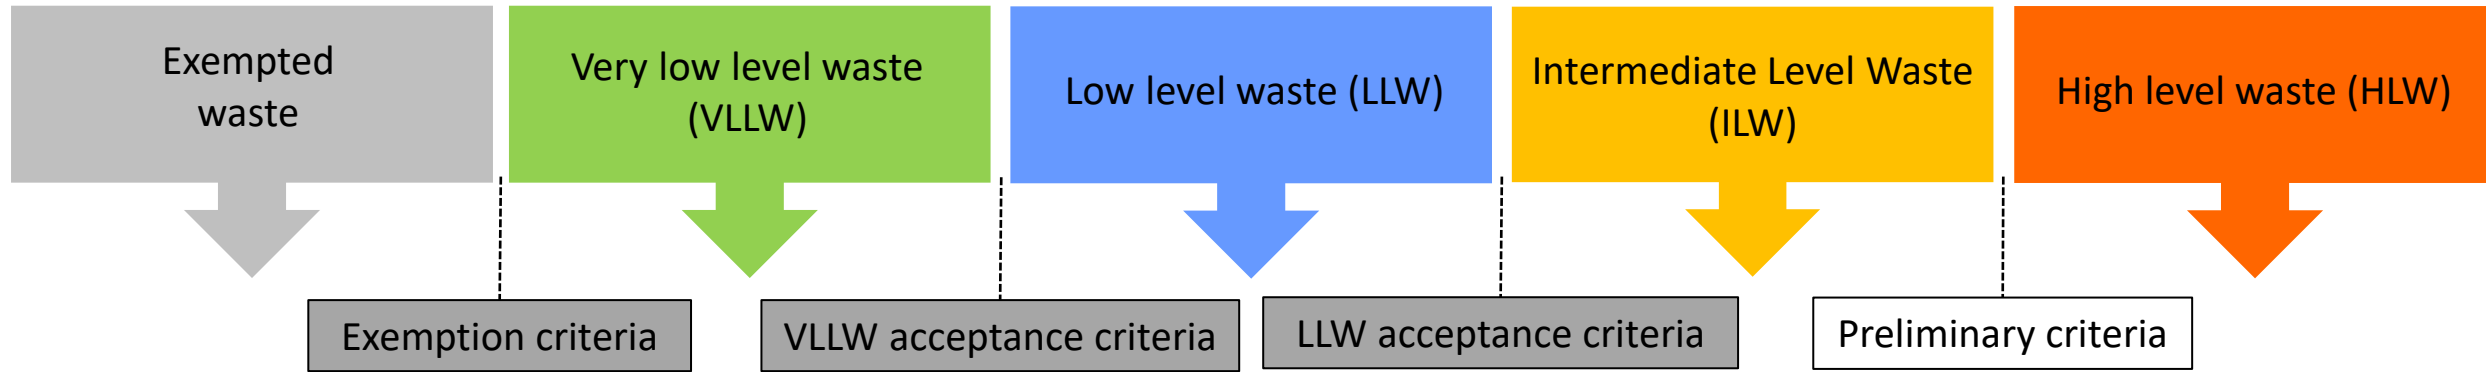 Exempted
waste
Very low level waste
(VLLW)
Low level waste (LLW)
Intermediate Level Waste
(ILW)
High level waste (HLW)
Exemption criteria
VLLW acceptance criteria
LLW acceptance criteria
Preliminary criteria